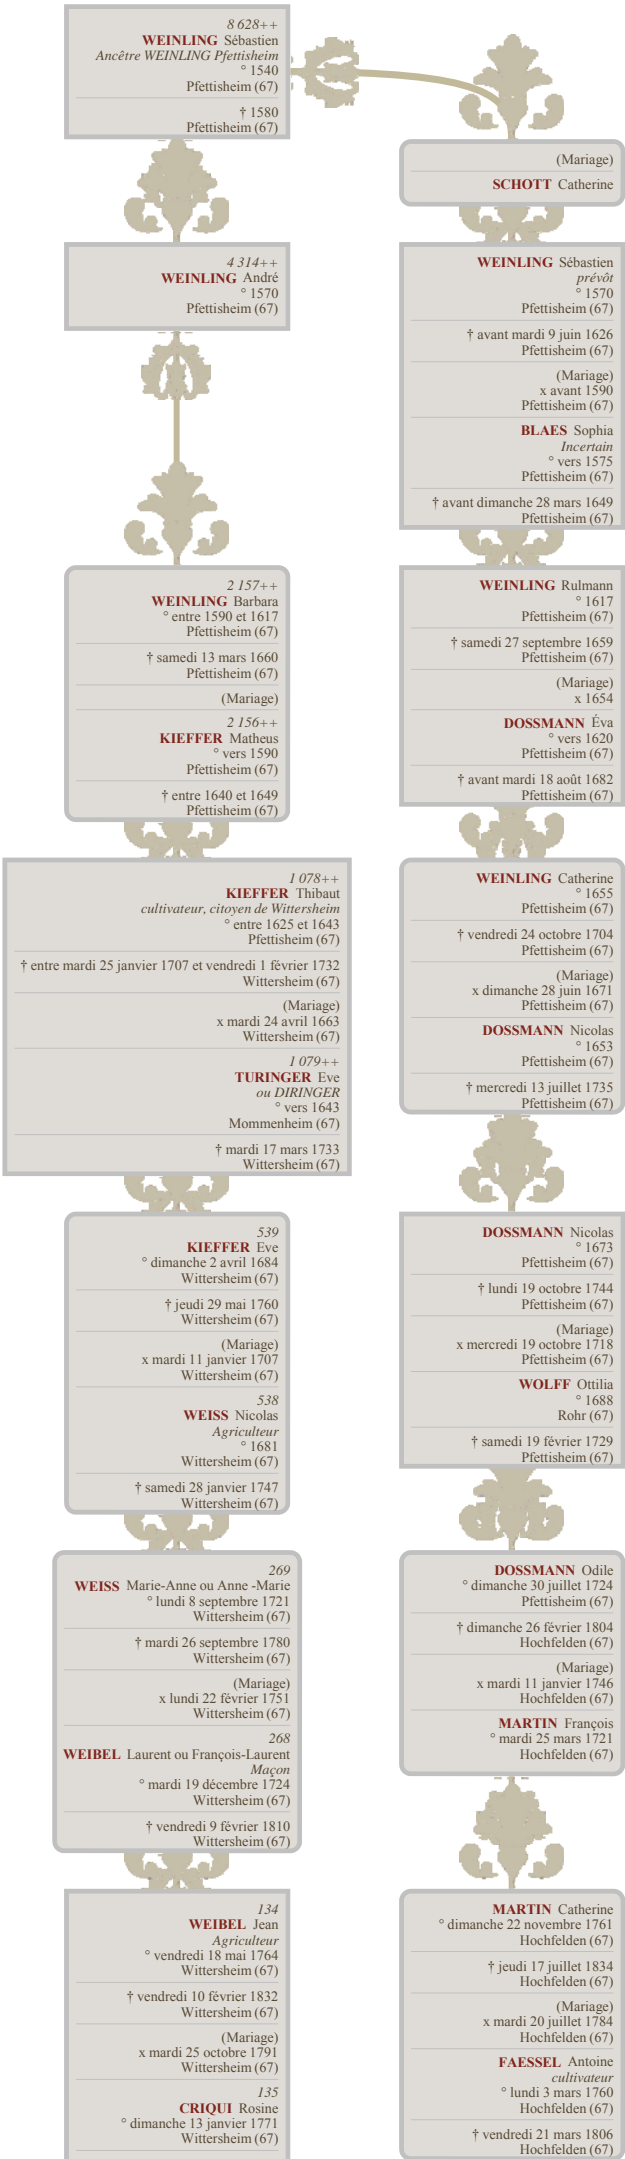 8 628++
WEINLING Sébastien
Ancêtre WEINLING Pfettisheim
° 1540
Pfettisheim (67)
† 1580
Pfettisheim (67)
(Mariage)
SCHOTT Catherine
4 314++
WEINLING André
° 1570
Pfettisheim (67)
WEINLING Sébastien
prévôt
° 1570
Pfettisheim (67)
† avant mardi 9 juin 1626
Pfettisheim (67)
(Mariage)
x avant 1590
Pfettisheim (67)
BLAES Sophia
Incertain
° vers 1575
Pfettisheim (67)
† avant dimanche 28 mars 1649
Pfettisheim (67)
2 157++
WEINLING Barbara
° entre 1590 et 1617
Pfettisheim (67)
† samedi 13 mars 1660
Pfettisheim (67)
(Mariage)
2 156++
KIEFFER Matheus
° vers 1590
Pfettisheim (67)
† entre 1640 et 1649
Pfettisheim (67)
WEINLING Rulmann
° 1617
Pfettisheim (67)
† samedi 27 septembre 1659
Pfettisheim (67)
(Mariage)
x 1654
DOSSMANN Éva
° vers 1620
Pfettisheim (67)
† avant mardi 18 août 1682
Pfettisheim (67)
1 078++
KIEFFER Thibaut
cultivateur, citoyen de Wittersheim
° entre 1625 et 1643
Pfettisheim (67)
† entre mardi 25 janvier 1707 et vendredi 1 février 1732
Wittersheim (67)
(Mariage)
x mardi 24 avril 1663
Wittersheim (67)
1 079++
TURINGER Eve
ou DIRINGER
° vers 1643
Mommenheim (67)
† mardi 17 mars 1733
Wittersheim (67)
WEINLING Catherine
° 1655
Pfettisheim (67)
† vendredi 24 octobre 1704
Pfettisheim (67)
(Mariage)
x dimanche 28 juin 1671
Pfettisheim (67)
DOSSMANN Nicolas
° 1653
Pfettisheim (67)
† mercredi 13 juillet 1735
Pfettisheim (67)
539
KIEFFER Eve
° dimanche 2 avril 1684
Wittersheim (67)
† jeudi 29 mai 1760
Wittersheim (67)
(Mariage)
x mardi 11 janvier 1707
Wittersheim (67)
538
WEISS Nicolas
Agriculteur
° 1681
Wittersheim (67)
† samedi 28 janvier 1747
Wittersheim (67)
DOSSMANN Nicolas
° 1673
Pfettisheim (67)
† lundi 19 octobre 1744
Pfettisheim (67)
(Mariage)
x mercredi 19 octobre 1718
Pfettisheim (67)
WOLFF Ottilia
° 1688
Rohr (67)
† samedi 19 février 1729
Pfettisheim (67)
269
WEISS Marie-Anne ou Anne -Marie
° lundi 8 septembre 1721
Wittersheim (67)
† mardi 26 septembre 1780
Wittersheim (67)
(Mariage)
x lundi 22 février 1751
Wittersheim (67)
268
WEIBEL Laurent ou François-Laurent
Maçon
° mardi 19 décembre 1724
Wittersheim (67)
† vendredi 9 février 1810
Wittersheim (67)
DOSSMANN Odile
° dimanche 30 juillet 1724
Pfettisheim (67)
† dimanche 26 février 1804
Hochfelden (67)
(Mariage)
x mardi 11 janvier 1746
Hochfelden (67)
MARTIN François
° mardi 25 mars 1721
Hochfelden (67)
134
WEIBEL Jean
Agriculteur
° vendredi 18 mai 1764
Wittersheim (67)
† vendredi 10 février 1832
Wittersheim (67)
(Mariage)
x mardi 25 octobre 1791
Wittersheim (67)
135
CRIQUI Rosine
° dimanche 13 janvier 1771
Wittersheim (67)
MARTIN Catherine
° dimanche 22 novembre 1761
Hochfelden (67)
† jeudi 17 juillet 1834
Hochfelden (67)
(Mariage)
x mardi 20 juillet 1784
Hochfelden (67)
FAESSEL Antoine
cultivateur
° lundi 3 mars 1760
Hochfelden (67)
† vendredi 21 mars 1806
Hochfelden (67)